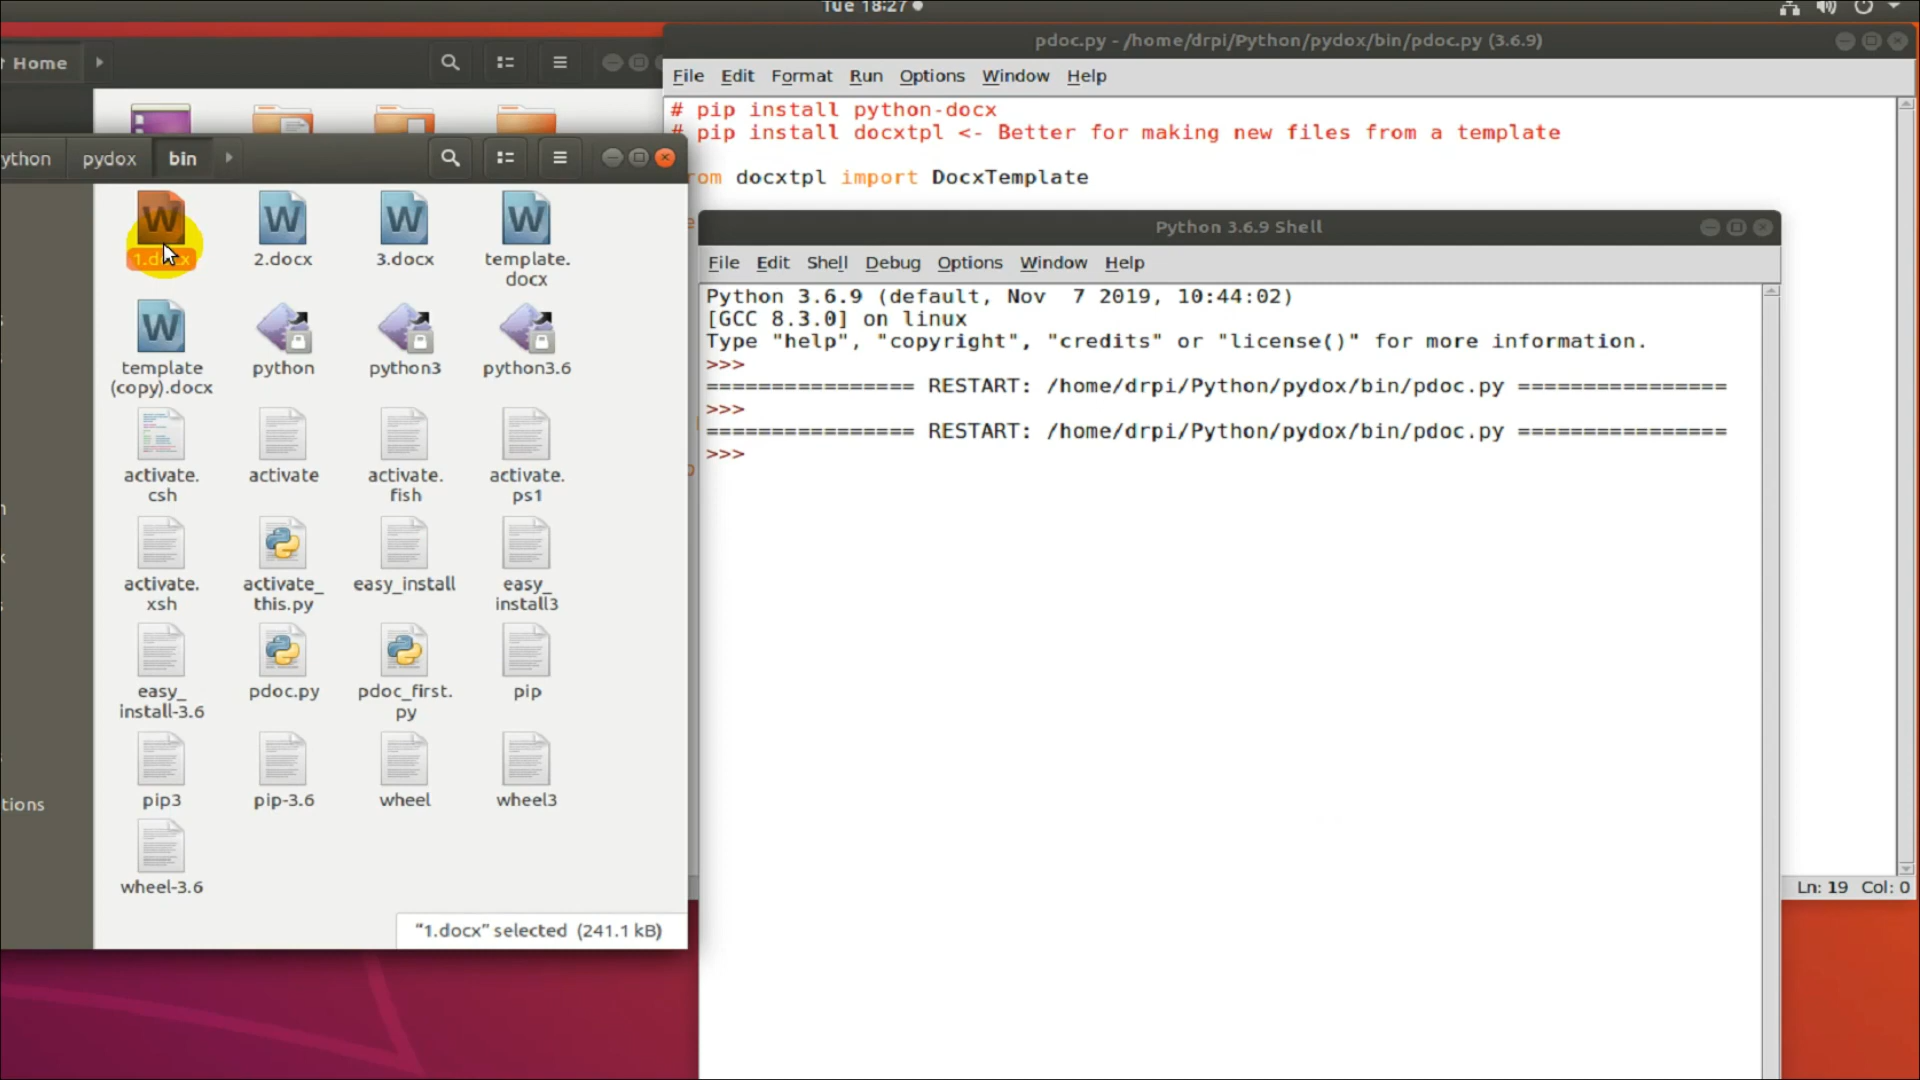 Tue 18:27
Home
ython pydox bin
1.docx 2.docx 3.docx template.
docx
template
(copy).docx
python python3 python3.6
activate.
csh
activate
activate.
fish
activate.
ps1
activate.
xsh
activate_
this.py
easy_install
easy_
install3
easy_
install-3.6
pdoc.py
pdoc_first.
py
pip
pip3 pip-3.6 wheel wheel3
wheel-3.6
tions
"1.docx" selected (241.1 kB)
pdoc.py - /home/drpi/Python/pydox/bin/pdoc.py (3.6.9)
File Edit Format Run Options Window Help
# pip install python-docx
# pip install docxtpl <- Better for making new files from a template
rom docxtpl import DocxTemplate
Python 3.6.9 Shell
File Edit Shell Debug Options Window Help
Python 3.6.9 (default, Nov  7 2019, 10:44:02)
[GCC 8.3.0] on linux
Type "help", "copyright", "credits" or "license()" for more information.
>>>
================ RESTART: /home/drpi/Python/pydox/bin/pdoc.py ================
>>>
================ RESTART: /home/drpi/Python/pydox/bin/pdoc.py ================
>>>
Ln: 19 Col: 0